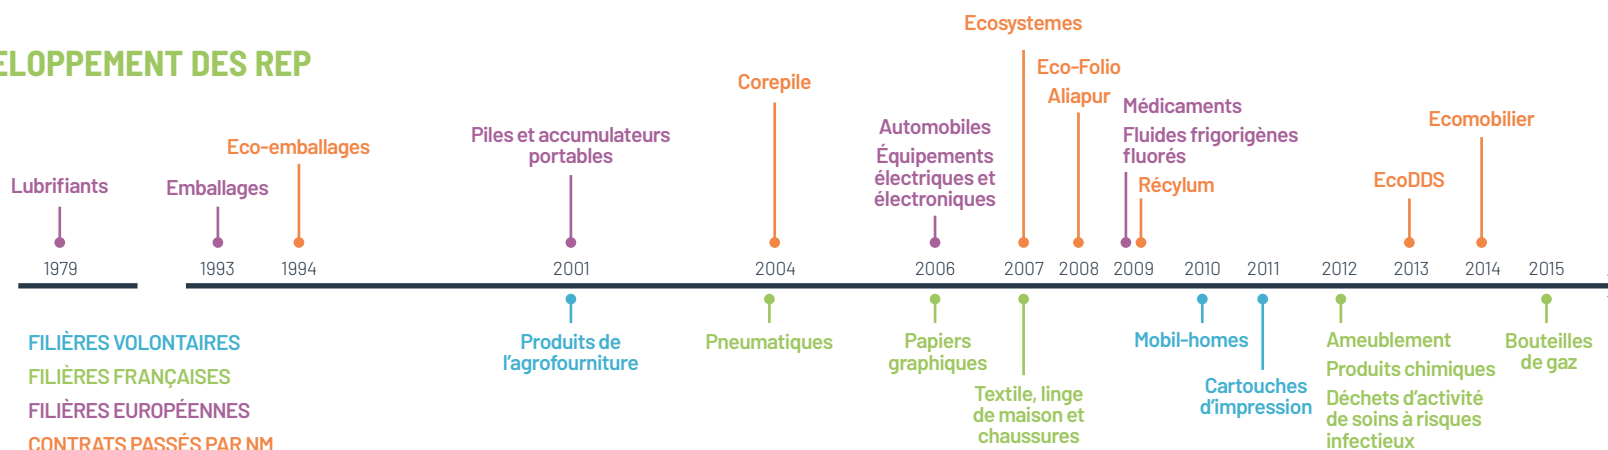 ELOPPEMENT DES REP
Ecosystemes
Eco-Folio
Aliapur
Corepile
Médicaments
Fluides frigorigènes
fluorés
Récylum
Automobiles
Équipements
électriques et
électroniques
Ecomobilier
EcoDDS
Piles et accumulateurs
portables
Eco-emballages
Emballages
Lubrifiants
1979 1993 1994 2001 2004 2006 2007 2008 2009 2010 2011 2012 2013 2014 2015
FILIÈRES VOLONTAIRES
FILIÈRES FRANÇAISES
FILIÈRES EUROPÉENNES
CONTRATS PASSÉS PAR NM
Produits de
l'agrofourniture
Pneumatiques
Papiers
graphiques
Textile, linge
de maison et
chaussures
Mobil-homes
Cartouches
d'impression
Ameublement
Produits chimiques
Déchets d'activité
de soins à risques
infectieux
Bouteilles
de gaz